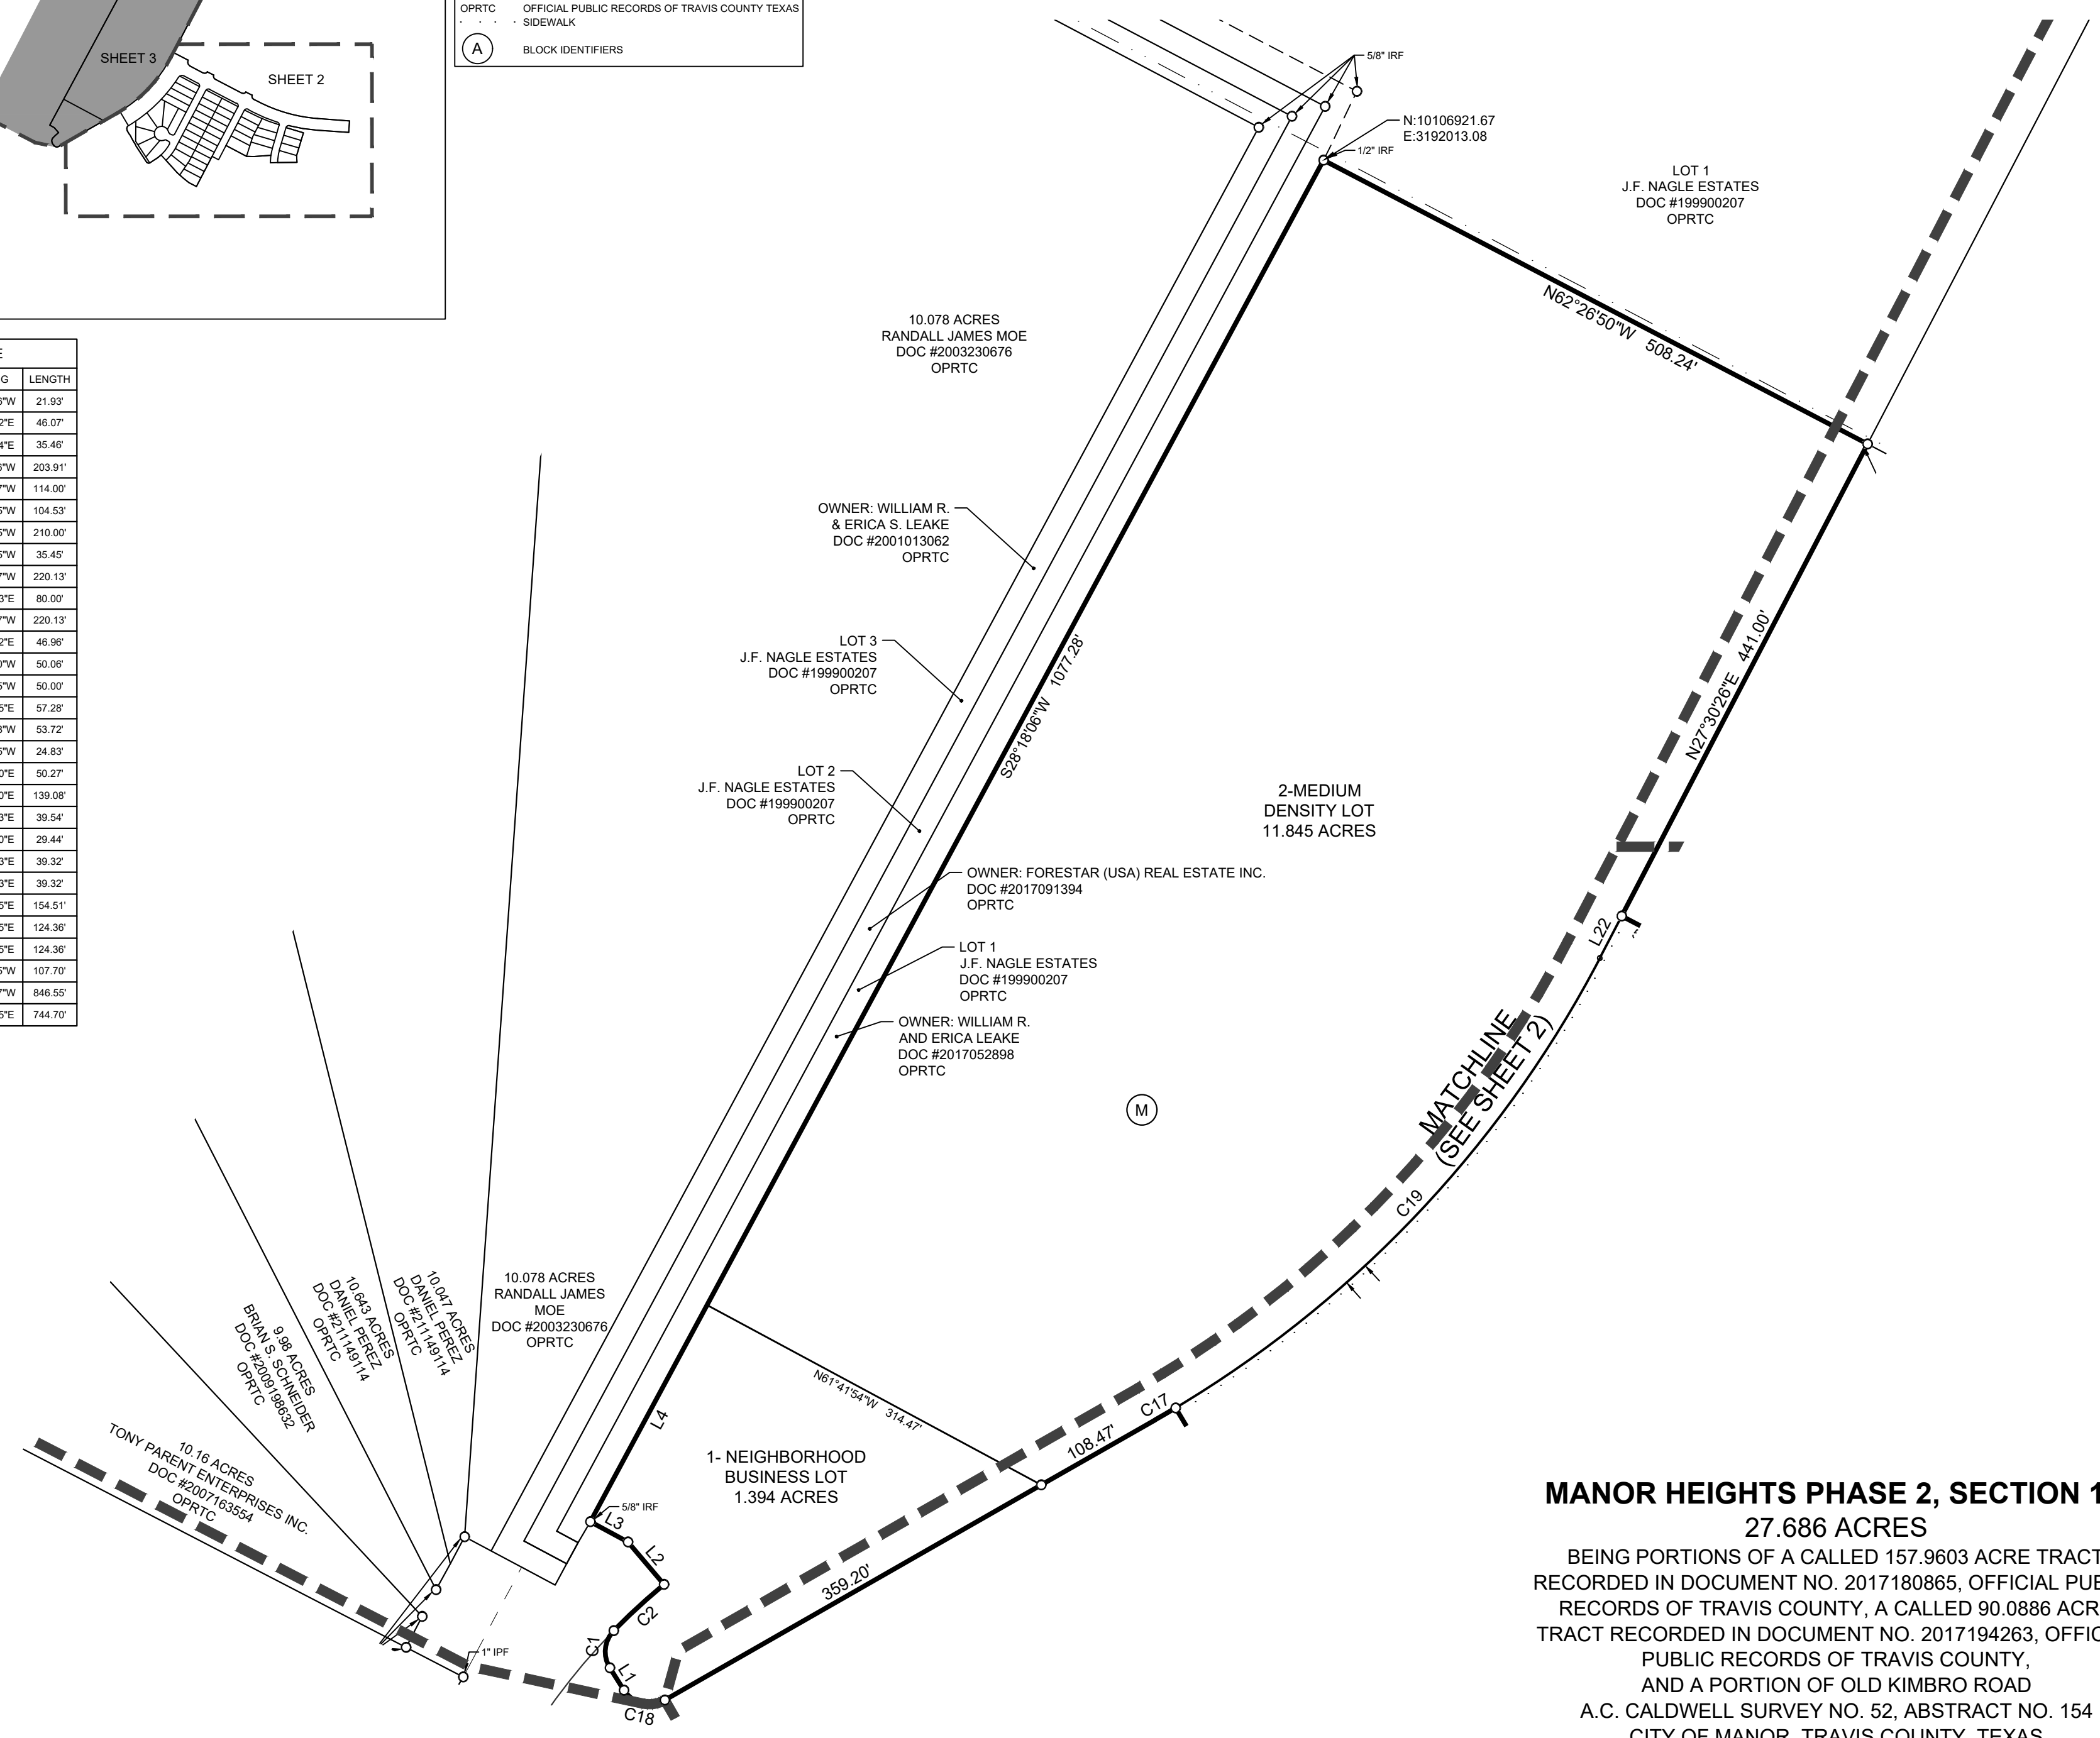 OPRTC OFFICIAL PUBLIC RECORDS OF TRAVIS COUNTY TEXAS
SIDEWALK
A BLOCK IDENTIFIERS
SHEET 3
SHEET 2
LENGTH
21.93'
46.07'
35.46'
203.91'
114.00'
104.53'
210.00'
35.45'
220.13'
80.00'
220.13'
46.96'
50.06'
50.00'
57.28'
53.72'
24.83'
50.27'
139.08'
39.54'
29.44'
39.32'
39.32'
154.51'
124.36'
124.36'
107.70'
846.55'
744.70'
5/8" IRF
N:10106921.67
E:3192013.08
1/2" IRF
LOT 1
J.F. NAGLE ESTATES
DOC #199900207
OPRTC
N62°26'50"W 508.24'
10.078 ACRES
RANDALL JAMES MOE
DOC #2003230676
OPRTC
OWNER: WILLIAM R.
& ERICA S. LEAKE
DOC #2001013062
OPRTC
LOT 3
J.F. NAGLE ESTATES
DOC #199900207
OPRTC
S28°18'06"W 1077.28'
N27°30'26"E 441.00'
LOT 2
J.F. NAGLE ESTATES
DOC #199900207
OPRTC
2-MEDIUM
DENSITY LOT
11.845 ACRES
OWNER: FORESTAR (USA) REAL ESTATE INC.
DOC #2017091394
OPRTC
L22
LOT 1
J.F. NAGLE ESTATES
DOC #199900207
OPRTC
OWNER: WILLIAM R.
AND ERICA LEAKE
DOC #2017052898
OPRTC
M
MATCHLINE
(SEE SHEET 2)
C19
10.078 ACRES
RANDALL JAMES
MOE
DOC #2003230676
OPRTC
10.047 ACRES
DANIEL PEREZ
DOC #211149114
OPRTC
10.643 ACRES
DANIEL PEREZ
DOC #211149114
OPRTC
9.98 ACRES
BRIAN S. SCHNEIDER
DOC #2009198632
OPRTC
10.16 ACRES
TONY PARENT ENTERPRISES INC.
DOC #2007163554
OPRTC
N61°41'54"W 314.47'
L4
C17
108.47'
1- NEIGHBORHOOD
BUSINESS LOT
1.394 ACRES
5/8" IRF
L3
L2
359.20'
C2
C1
L1
1" IPF
C18
MANOR HEIGHTS PHASE 2, SECTION 1
27.686 ACRES
BEING PORTIONS OF A CALLED 157.9603 ACRE TRACT
RECORDED IN DOCUMENT NO. 2017180865, OFFICIAL
RECORDS OF TRAVIS COUNTY, A CALLED 90.0886
TRACT RECORDED IN DOCUMENT NO. 2017194263,
PUBLIC RECORDS OF TRAVIS COUNTY,
AND A PORTION OF OLD KIMBRO ROAD
A.C. CALDWELL SURVEY NO. 52, ABSTRACT NO. 154
CITY OF MANOR, TRAVIS COUNTY, TEXAS